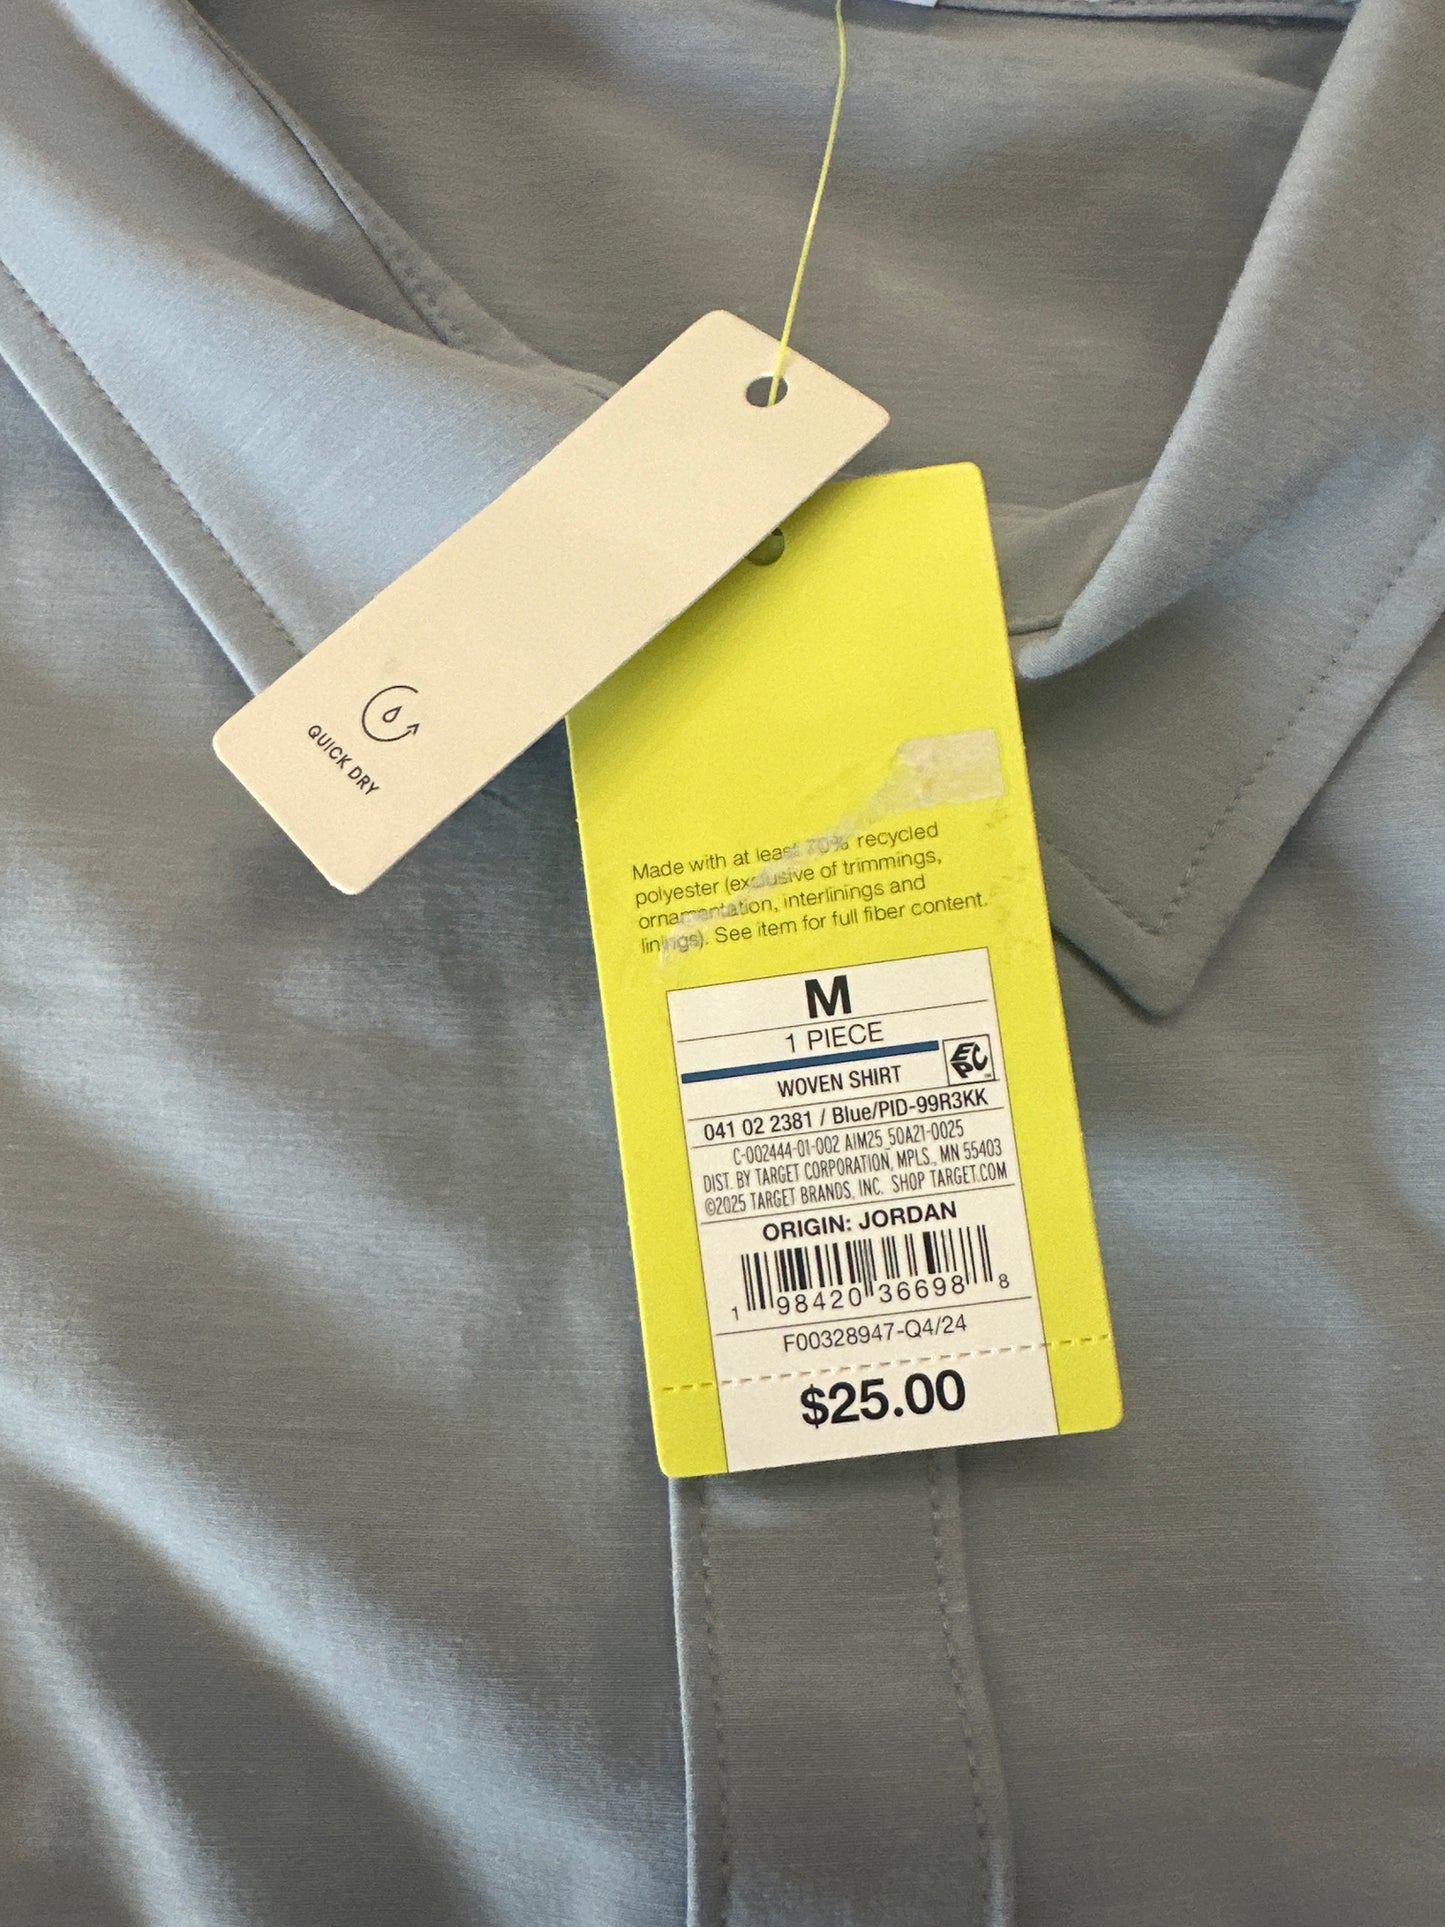 QUICK DRY
Made with at least 70% recycled
polyester (exclusive of trimmings,
ornamentation, interlinings and
linings). See item for full fiber content.
M
1 PIECE
EPC
WOVEN SHIRT
041 02 2381 / Blue/PID-99R3KK
C-002444-01-002 AIM25_50A21-0025
DIST. BY TARGET CORPORATION, MPLS., MN 55403
©2025 TARGET BRANDS, INC. SHOP TARGET.COM
ORIGIN: JORDAN
1 98420 36698 8
F00328947-Q4/24
$25.00